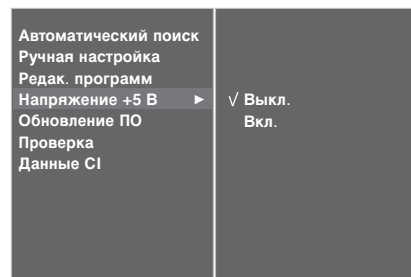 Автоматический поиск
Ручная настройка
Редак. программ
Напряжение +5 В ►
Обновление ПО
Проверка
Данные CI
√ Выкл.
Вкл.